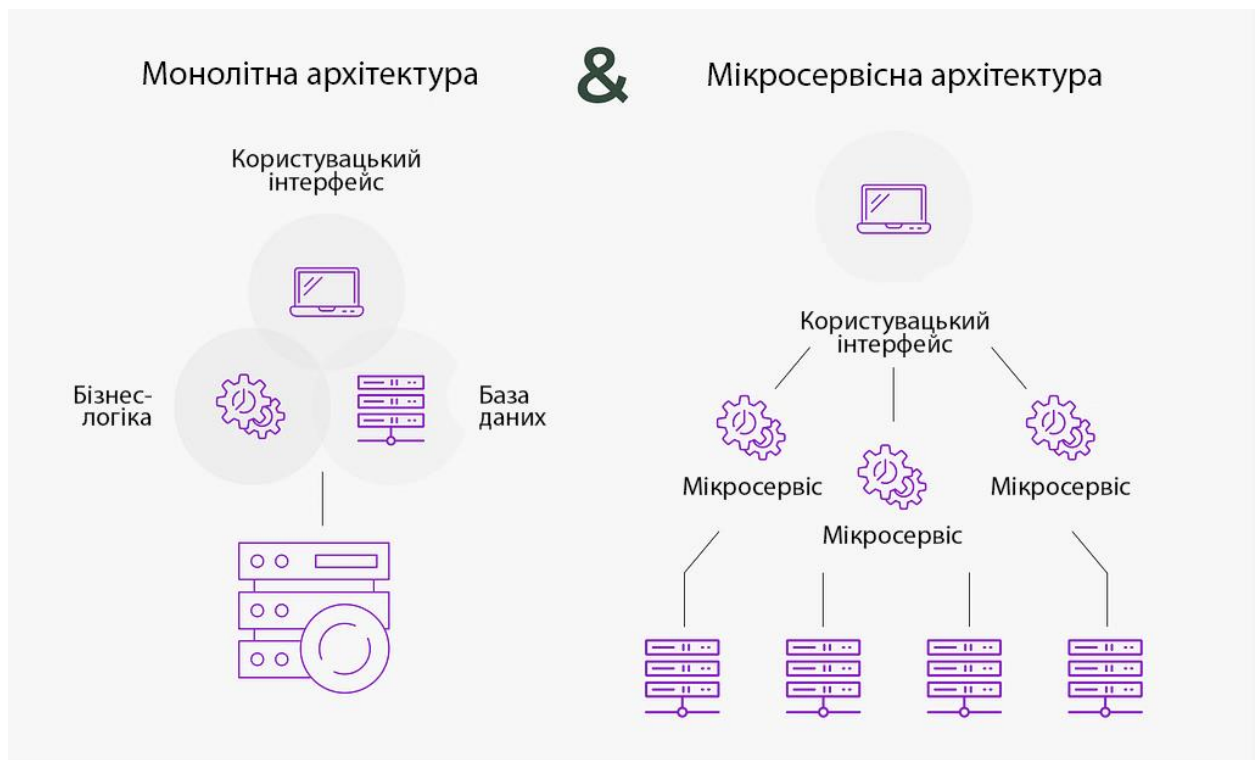 Монолітна архітектура
&
Мікросервісна архітектура
Користувацький
інтерфейс
Бізнес-
логіка
База
даних
Користувацький
інтерфейс
Мікросервіс
Мікросервіс
Мікросервіс